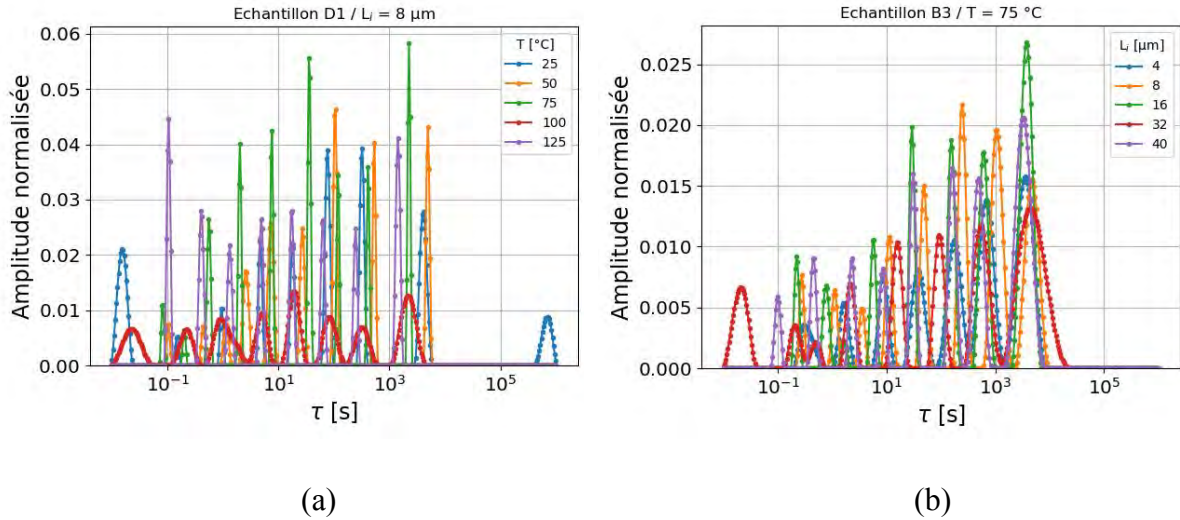 Echantillon D1 / Lᵢ = 8 µm
Amplitude normalisée
0.06
0.05
0.04
0.03
0.02
0.01
0.00
T [°C]
25
50
75
100
125
10⁻¹ 10¹ 10³ 10⁵
τ [s]
(a)
Echantillon B3 / T = 75 °C
Amplitude normalisée
0.025
0.020
0.015
0.010
0.005
0.000
Lᵢ [µm]
4
8
16
32
40
10⁻¹ 10¹ 10³ 10⁵
τ [s]
(b)